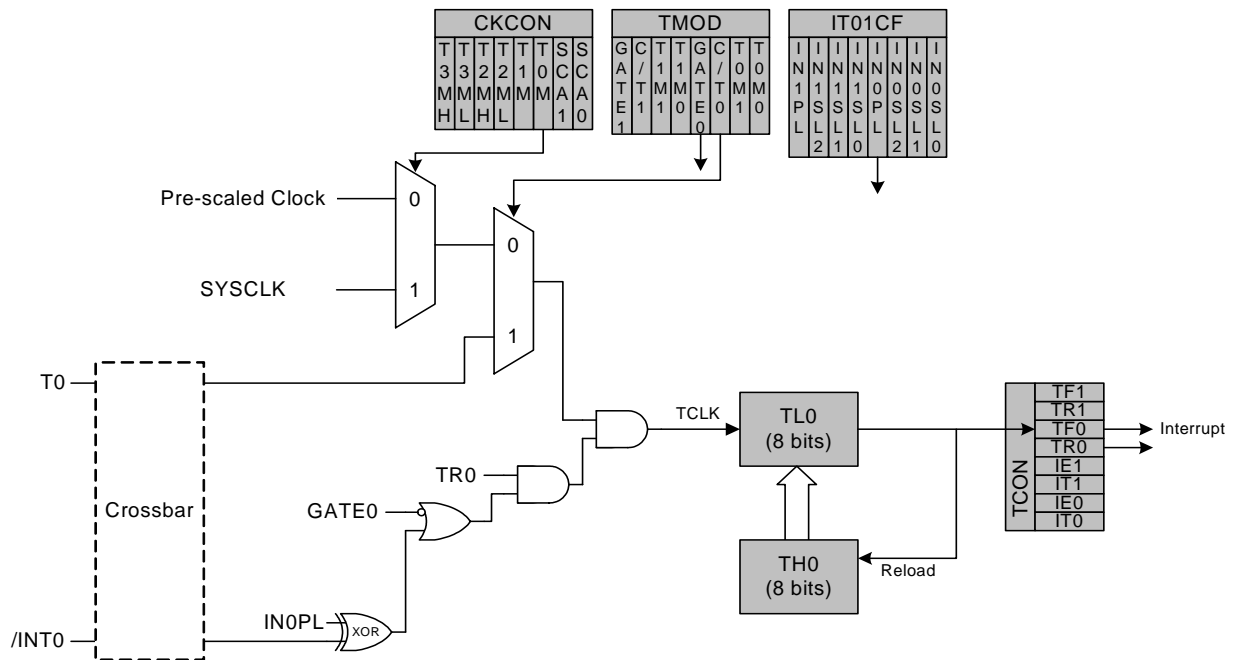 CKCON
TMOD
IT01CF
T3MH
T3ML
T2MH
T2ML
T1M
T0M
SCA1
SCA0
GATE1
C/T1
T1M1
T1M0
GATE0
C/T0
T0M1
T0M0
IN1PL
IN1SL2
IN1SL1
IN1SL0
IN0PL
IN0SL2
IN0SL1
IN0SL0
Pre-scaled Clock
0
SYSCLK
1
0
1
T0
Crossbar
/INT0
TR0
GATE0
IN0PL
XOR
TCLK
TL0
(8 bits)
TH0
(8 bits)
Reload
TCON
TF1
TR1
TF0
TR0
IE1
IT1
IE0
IT0
Interrupt